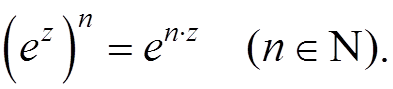 (e^z)^n = e^{n·z} (n ∈ N).